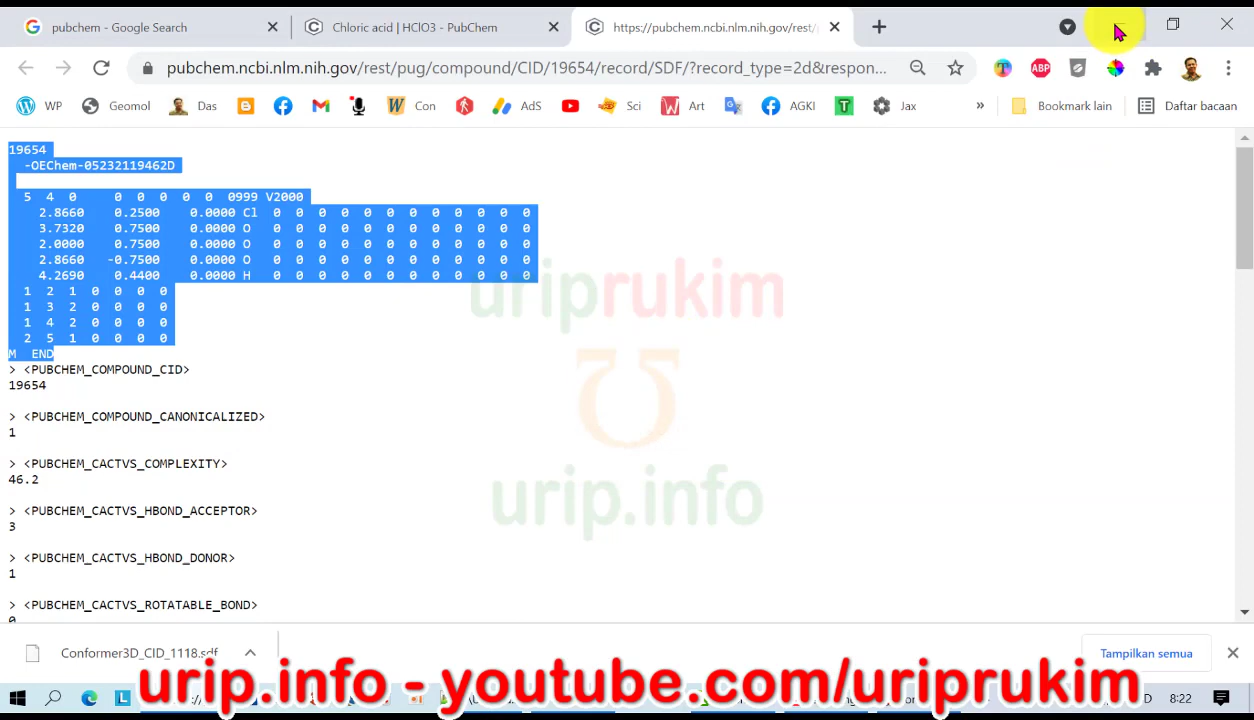 pubchem - Google Search
Chloric acid | HClO3 - PubChem
https://pubchem.ncbi.nlm.nih.gov/rest/
pubchem.ncbi.nlm.nih.gov/rest/pug/compound/CID/19654/record/SDF/?record_type=2d&respon...
WP Geomol Das Con AdS Sci Art AGKI Jax » Bookmark lain Daftar bacaan
19654
-OEChem-05232119462D
5 4 0 0 0 0 0 0 0999 V2000
2.8660 0.2500 0.0000 Cl 0 0 0 0 0 0 0 0 0 0 0 0
3.7320 0.7500 0.0000 O 0 0 0 0 0 0 0 0 0 0 0 0
2.0000 0.7500 0.0000 O 0 0 0 0 0 0 0 0 0 0 0 0
2.8660 -0.7500 0.0000 O 0 0 0 0 0 0 0 0 0 0 0 0
4.2690 0.4400 0.0000 H 0 0 0 0 0 0 0 0 0 0 0 0
1 2 1 0 0 0 0
1 3 2 0 0 0 0
1 4 2 0 0 0 0
2 5 1 0 0 0 0
M END
> <PUBCHEM_COMPOUND_CID>
19654
> <PUBCHEM_COMPOUND_CANONICALIZED>
1
> <PUBCHEM_CACTVS_COMPLEXITY>
46.2
> <PUBCHEM_CACTVS_HBOND_ACCEPTOR>
3
> <PUBCHEM_CACTVS_HBOND_DONOR>
1
> <PUBCHEM_CACTVS_ROTATABLE_BOND>
0
uriprukim
urip.info
Conformer3D_CID_1118.sdf
Tampilkan semua
urip.info - youtube.com/uriprukim
8:22